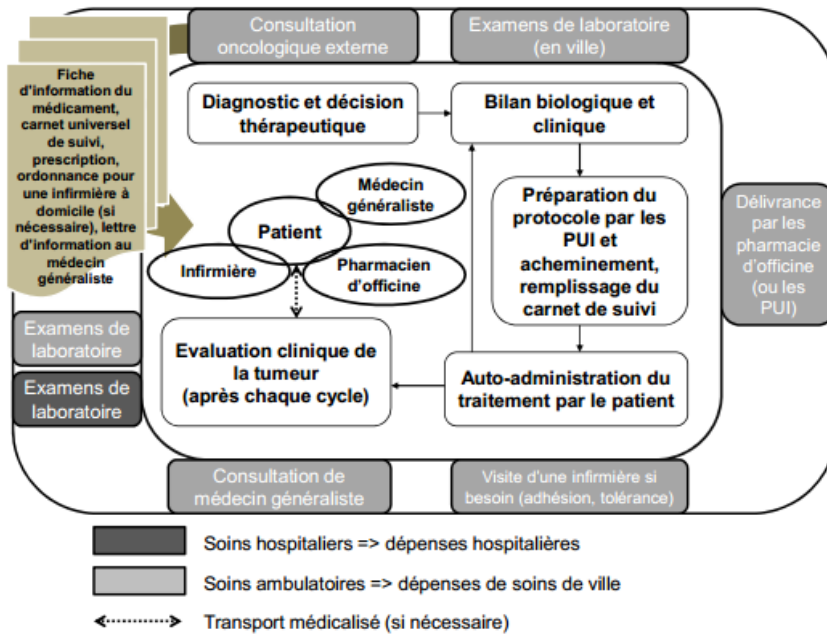 Consultation
oncologique externe
Examens de laboratoire
(en ville)
Fiche
d'information du
médicament,
carnet universel
de suivi,
prescription,
ordonnance pour
une infirmière à
domicile (si
nécessaire), lettre
d'information au
médecin
généraliste
Diagnostic et décision
thérapeutique
Bilan biologique et
clinique
Médecin
généraliste
Patient
Infirmière
Pharmacien
d'officine
Préparation du
protocole par les
PUI et
acheminement,
remplissage du
carnet de suivi
Délivrance
par les
pharmacie
d'officine
(ou les
PUI)
Examens de
laboratoire
Examens de
laboratoire
Evaluation clinique de
la tumeur
(après chaque cycle)
Auto-administration du
traitement par le patient
Consultation de
médecin généraliste
Visite d'une infirmière si
besoin (adhésion, tolérance)
Soins hospitaliers => dépenses hospitalières
Soins ambulatoires => dépenses de soins de ville
Transport médicalisé (si nécessaire)